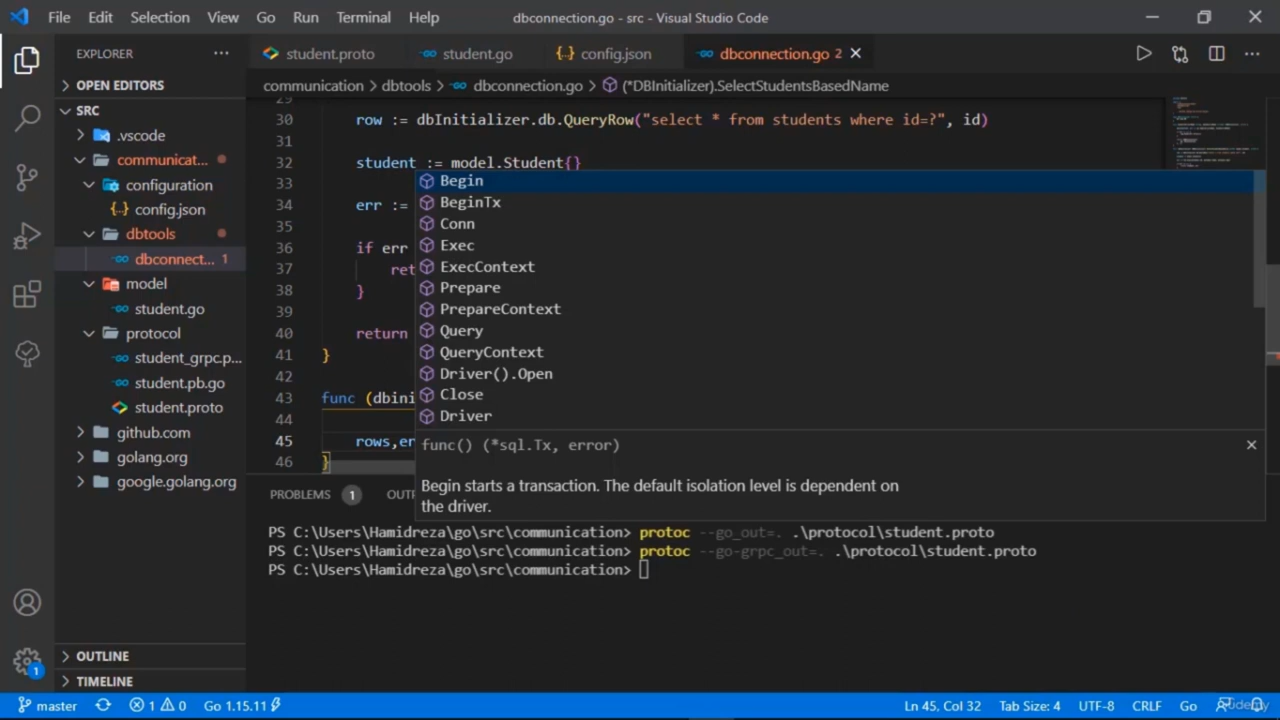 File Edit Selection View Go Run Terminal Help dbconnection.go - src - Visual Studio Code
EXPLORER ... student.proto student.go {.} config.json dbconnection.go 2
OPEN EDITORS
communication > dbtools > dbconnection.go > (*DBInitializer).SelectStudentsBasedName
SRC
.vscode
communicat...
configuration
{.} config.json
dbtools
dbconnect... 1
model
student.go
protocol
student_grpc.p...
student.pb.go
student.proto
github.com
golang.org
google.golang.org
OUTLINE
TIMELINE
29
30 row := dbInitializer.db.QueryRow("select * from students where id=?", id)
31
32 student := model.Student{}
33
34 err :=
35
36 if err
37 ret
38 }
39
40 return
41 }
42
43 func (dbini
44
45 rows,er
46 }
Begin
BeginTx
Conn
Exec
ExecContext
Prepare
PrepareContext
Query
QueryContext
Driver().Open
Close
Driver
func() (*sql.Tx, error)
Begin starts a transaction. The default isolation level is dependent on
the driver.
PROBLEMS 1 OUT
PS C:\Users\Hamidreza\go\src\communication> protoc --go_out=. .\protocol\student.proto
PS C:\Users\Hamidreza\go\src\communication> protoc --go-grpc_out=. .\protocol\student.proto
PS C:\Users\Hamidreza\go\src\communication>
1
master 1 0 Go 1.15.11 Ln 45, Col 32 Tab Size: 4 UTF-8 CRLF Go
Udemy